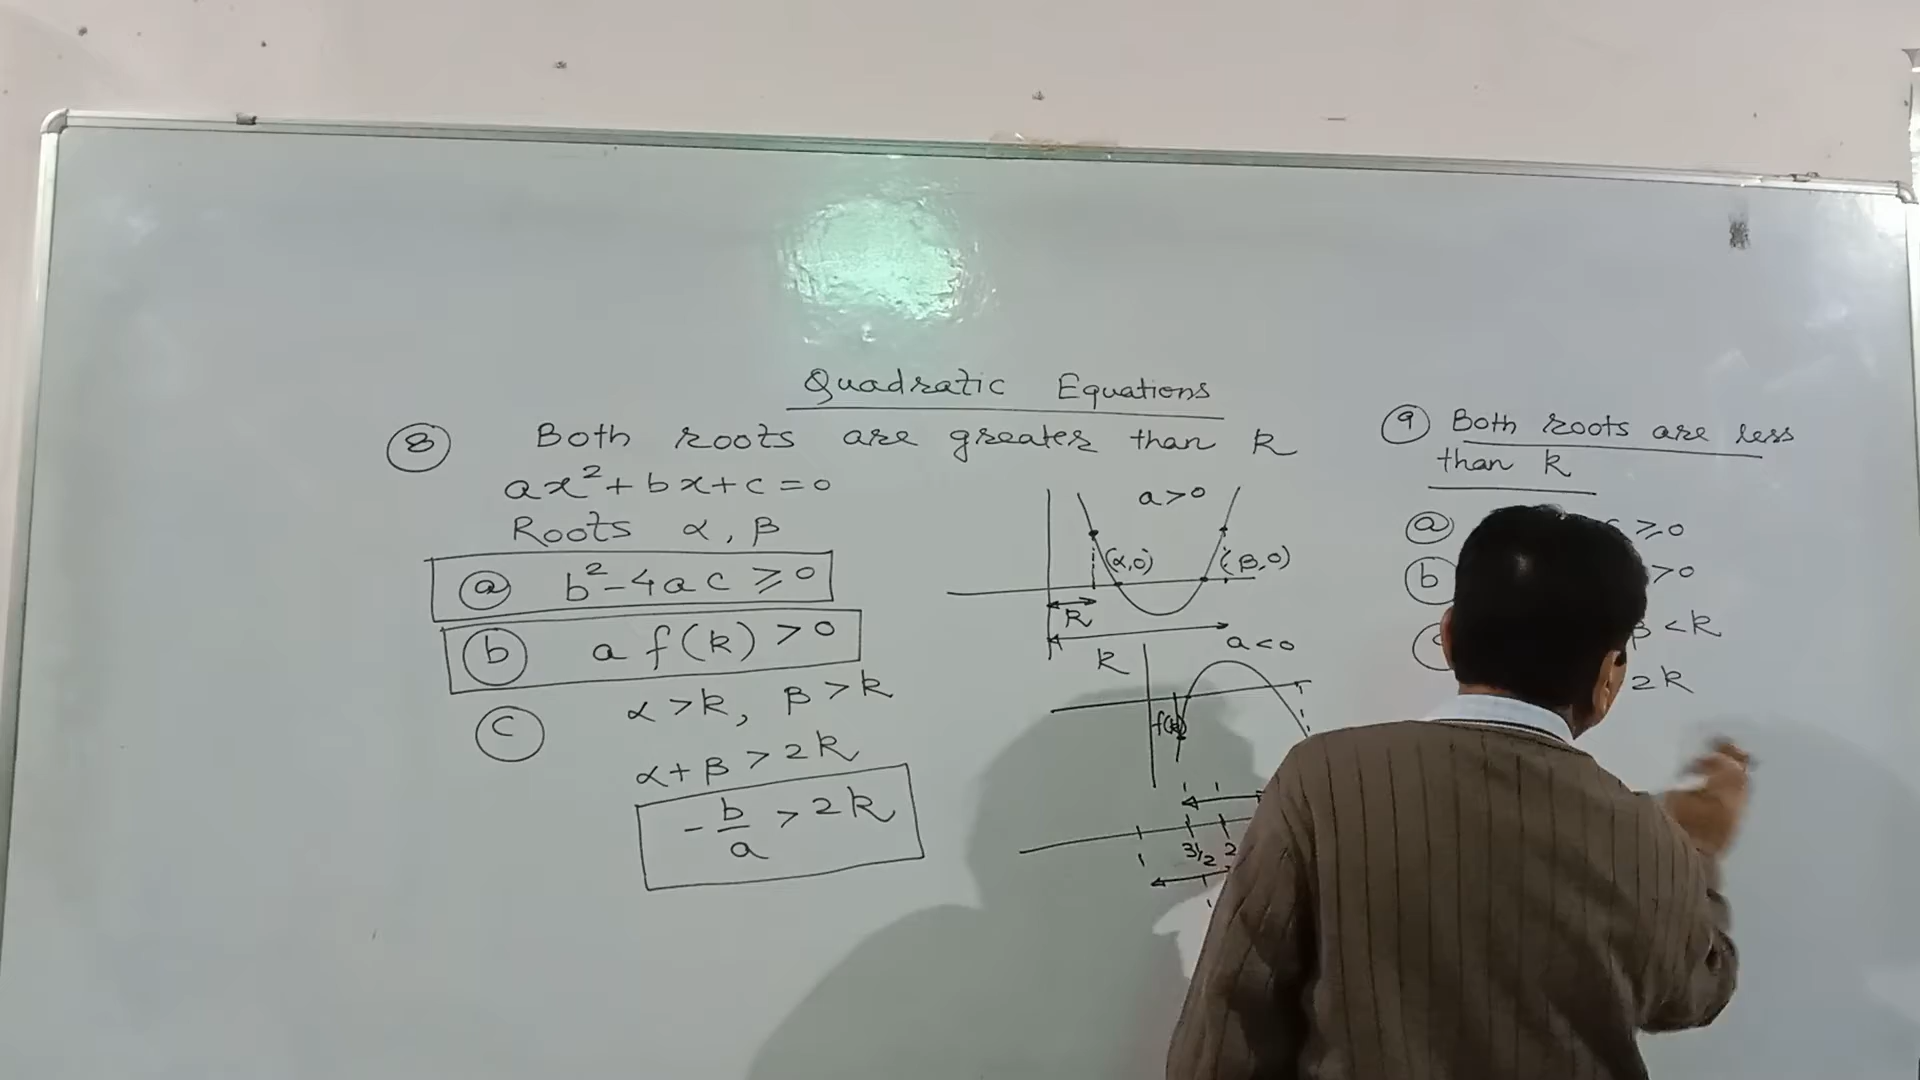 Quadratic Equations
⑧ Both roots are greater than k
ax²+bx+c=0
Roots α, β
ⓐ b²-4ac ≥ 0
ⓑ a f(k) > 0
ⓒ α > k, β > k
α+β > 2k
-b/a > 2k
a>0
(α,0)
(β,0)
k
k
a<0
f(k)
1
3½
2
⑨ Both roots are less
than k
ⓐ ≥0
ⓑ >0
β <k
2k